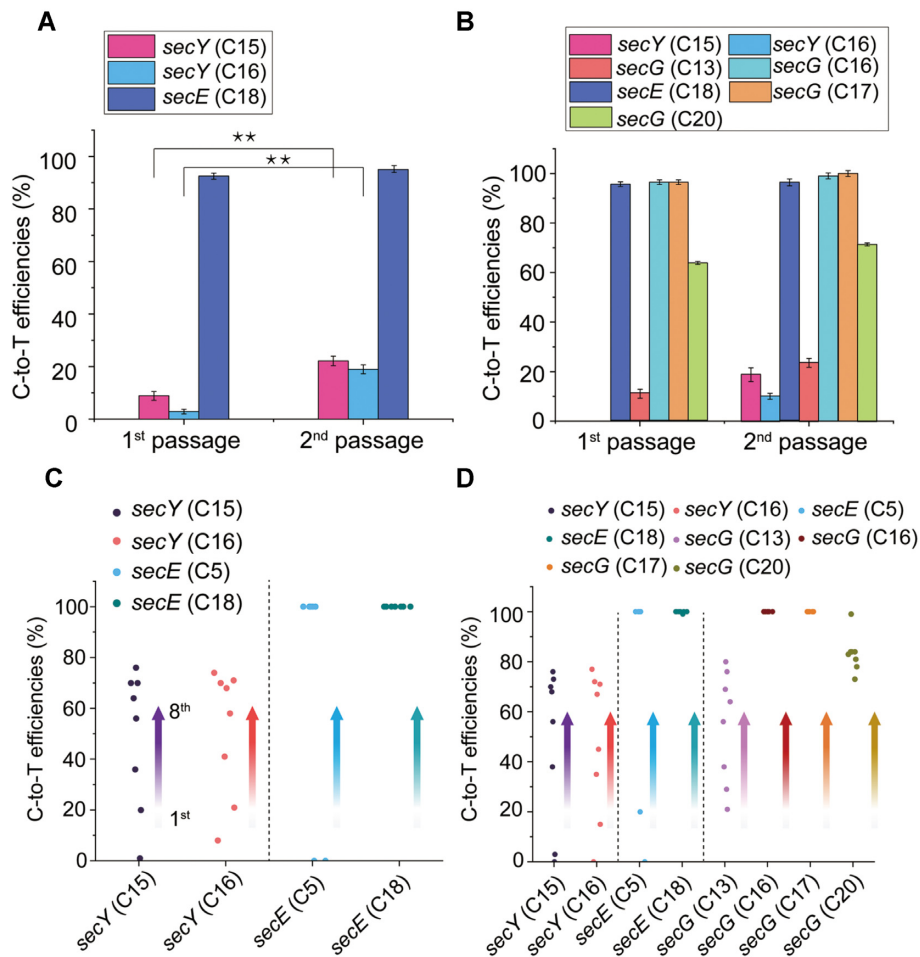 A
secY (C15)
secY (C16)
secE (C18)
C-to-T efficiencies (%)
80
60
40
20
0
★★
★★
1st passage
2nd passage
B
secY (C15)
secY (C16)
secG (C13)
secG (C16)
secE (C18)
secG (C17)
secG (C20)
C-to-T efficiencies (%)
100
80
60
40
20
0
1st passage
2nd passage
C
secY (C15)
secY (C16)
secE (C5)
secE (C18)
C-to-T efficiencies (%)
100
80
60
40
20
0
8th
1st
secY (C15)
secY (C16)
secE (C5)
secE (C18)
D
secY (C15)
secY (C16)
secE (C5)
secE (C18)
secG (C13)
secG (C16)
secG (C17)
secG (C20)
C-to-T efficiencies (%)
100
80
60
40
20
0
secY (C15)
secY (C16)
secE (C5)
secE (C18)
secG (C13)
secG (C16)
secG (C17)
secG (C20)